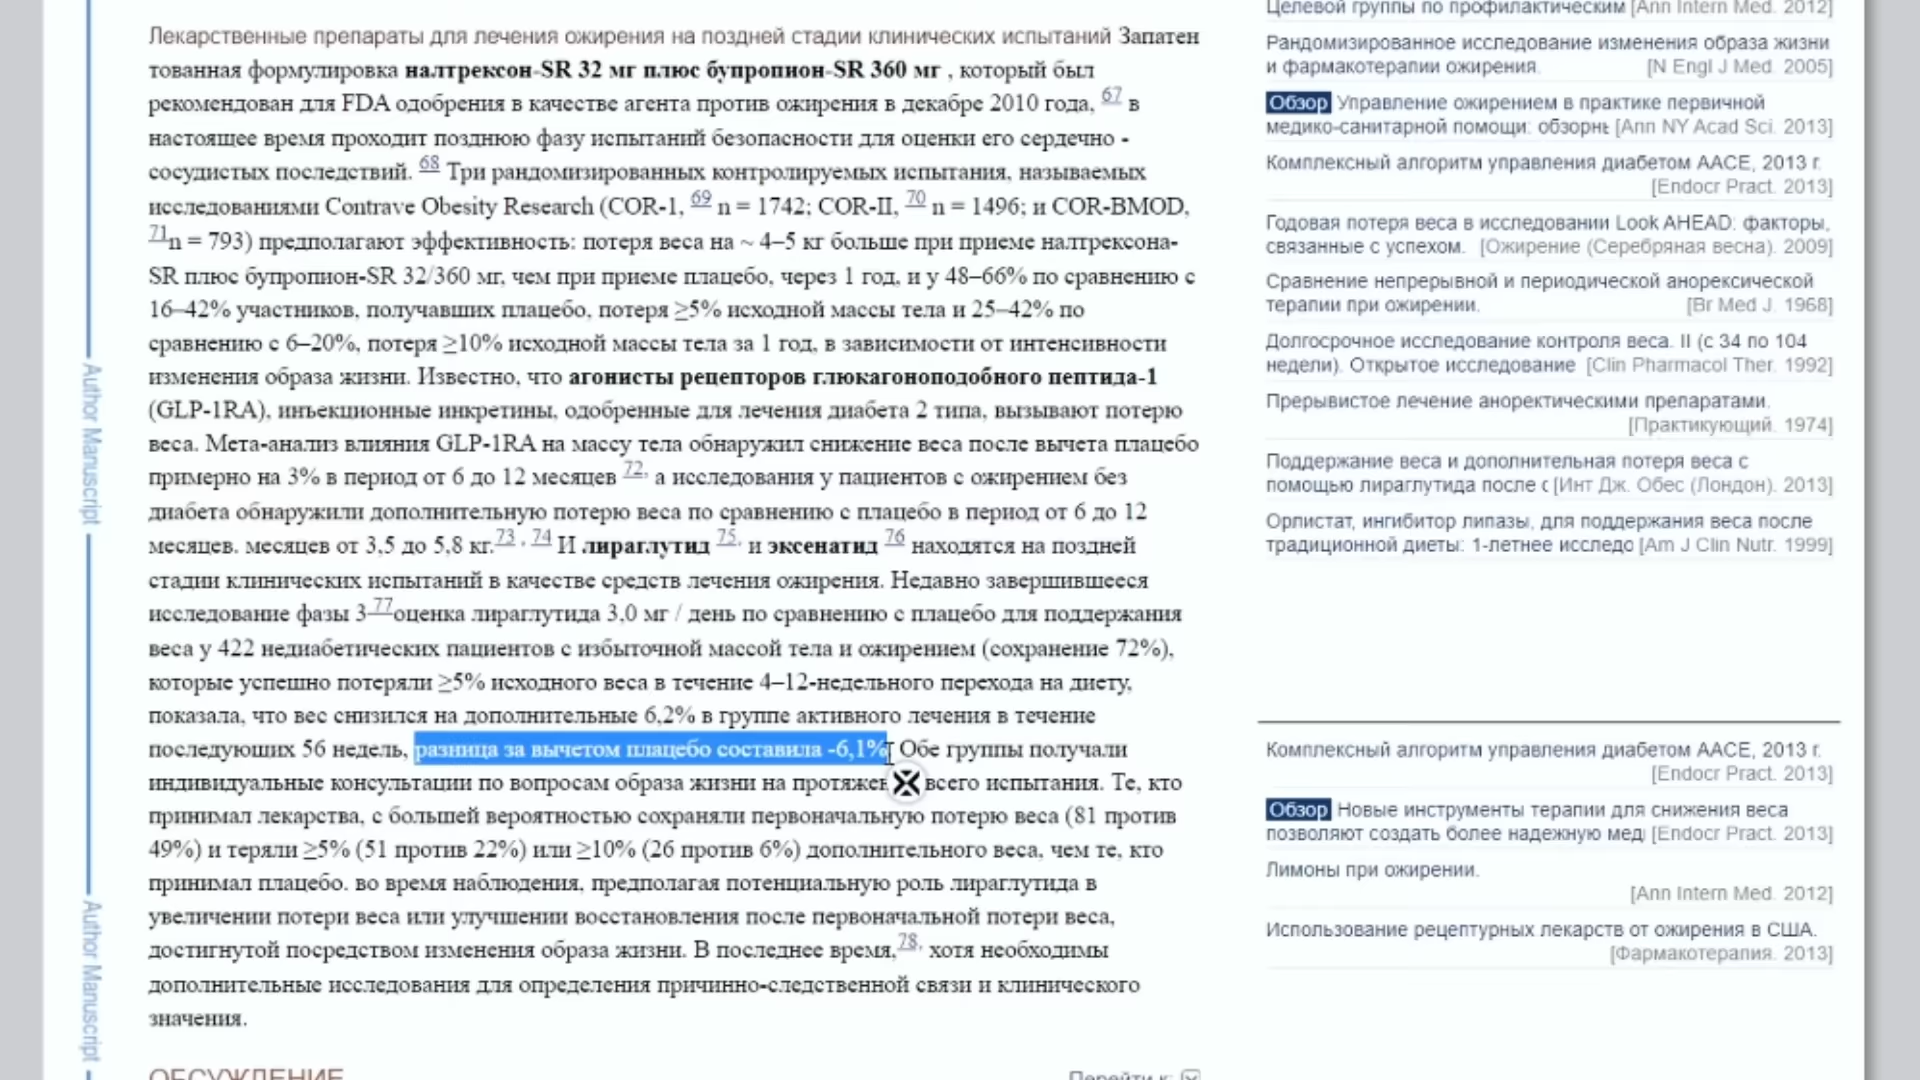 Лекарственные препараты для лечения ожирения на поздней стадии клинических испытаний Запатен
тованная формулировка налтрексон-SR 32 мг плюс бупропион-SR 360 мг , который был
рекомендован для FDA одобрения в качестве агента против ожирения в декабре 2010 года, 67 в
настоящее время проходит позднюю фазу испытаний безопасности для оценки его сердечно -
сосудистых последствий. 68 Три рандомизированных контролируемых испытания, называемых
исследованиями Contrave Obesity Research (COR-1, 69 n = 1742; COR-II, 70 n = 1496; и COR-BMOD,
71n = 793) предполагают эффективность: потеря веса на ~ 4–5 кг больше при приеме налтрексона-
SR плюс бупропион-SR 32/360 мг, чем при приеме плацебо, через 1 год, и у 48–66% по сравнению с
16–42% участников, получавших плацебо, потеря ≥5% исходной массы тела и 25–42% по
сравнению с 6–20%, потеря ≥10% исходной массы тела за 1 год, в зависимости от интенсивности
изменения образа жизни. Известно, что агонисты рецепторов глюкагоноподобного пептида-1
(GLP-1RA), инъекционные инкретины, одобренные для лечения диабета 2 типа, вызывают потерю
веса. Мета-анализ влияния GLP-1RA на массу тела обнаружил снижение веса после вычета плацебо
примерно на 3% в период от 6 до 12 месяцев 72, а исследования у пациентов с ожирением без
диабета обнаружили дополнительную потерю веса по сравнению с плацебо в период от 6 до 12
месяцев. месяцев от 3,5 до 5,8 кг.73 , 74 И лираглутид 75, и эксенатид 76 находятся на поздней
стадии клинических испытаний в качестве средств лечения ожирения. Недавно завершившееся
исследование фазы 3 77оценка лираглутида 3,0 мг / день по сравнению с плацебо для поддержания
веса у 422 недиабетических пациентов с избыточной массой тела и ожирением (сохранение 72%),
которые успешно потеряли ≥5% исходного веса в течение 4–12-недельного перехода на диету,
показала, что вес снизился на дополнительные 6,2% в группе активного лечения в течение
последующих 56 недель, разница за вычетом плацебо составила -6,1% Обе группы получали
индивидуальные консультации по вопросам образа жизни на протяжен всего испытания. Те, кто
принимал лекарства, с большей вероятностью сохраняли первоначальную потерю веса (81 против
49%) и теряли ≥5% (51 против 22%) или ≥10% (26 против 6%) дополнительного веса, чем те, кто
принимал плацебо. во время наблюдения, предполагая потенциальную роль лираглутида в
увеличении потери веса или улучшении восстановления после первоначальной потери веса,
достигнутой посредством изменения образа жизни. В последнее время,78, хотя необходимы
дополнительные исследования для определения причинно-следственной связи и клинического
значения.
ОБСУЖДЕНИЕ
Перейти к:
Author Manuscript
Author Manuscript
Целевой группы по профилактическим [Ann Intern Med. 2012]
Рандомизированное исследование изменения образа жизни
и фармакотерапии ожирения. [N Engl J Med. 2005]
Обзор Управление ожирением в практике первичной
медико-санитарной помощи: обзорны [Ann NY Acad Sci. 2013]
Комплексный алгоритм управления диабетом AACE, 2013 г.
[Endocr Pract. 2013]
Годовая потеря веса в исследовании Look AHEAD: факторы,
связанные с успехом. [Ожирение (Серебряная весна). 2009]
Сравнение непрерывной и периодической анорексической
терапии при ожирении. [Br Med J. 1968]
Долгосрочное исследование контроля веса. II (с 34 по 104
недели). Открытое исследование [Clin Pharmacol Ther. 1992]
Прерывистое лечение аноректическими препаратами.
[Практикующий. 1974]
Поддержание веса и дополнительная потеря веса с
помощью лираглутида после с [Инт Дж. Обес (Лондон). 2013]
Орлистат, ингибитор липазы, для поддержания веса после
традиционной диеты: 1-летнее исследо [Am J Clin Nutr. 1999]
Комплексный алгоритм управления диабетом AACE, 2013 г.
[Endocr Pract. 2013]
Обзор Новые инструменты терапии для снижения веса
позволяют создать более надежную мед [Endocr Pract. 2013]
Лимоны при ожирении.
[Ann Intern Med. 2012]
Использование рецептурных лекарств от ожирения в США.
[Фармакотерапия. 2013]